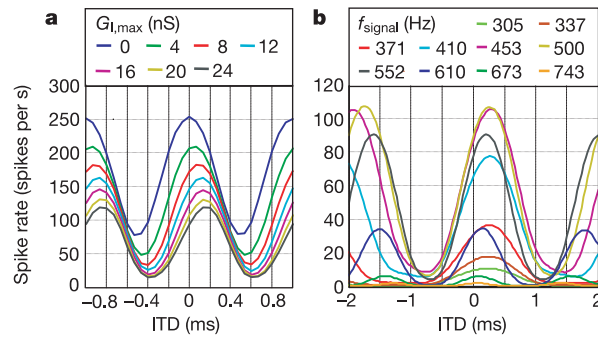 a
G_I,max (nS)
0 4 8 12
16 20 24
Spike rate (spikes per s)
300
250
200
150
100
50
0
−0.8 −0.4 0 0.4 0.8
ITD (ms)
b
f_signal (Hz) 305 337
371 410 453 500
552 610 673 743
120
100
80
60
40
20
0
−2 −1 0 1 2
ITD (ms)